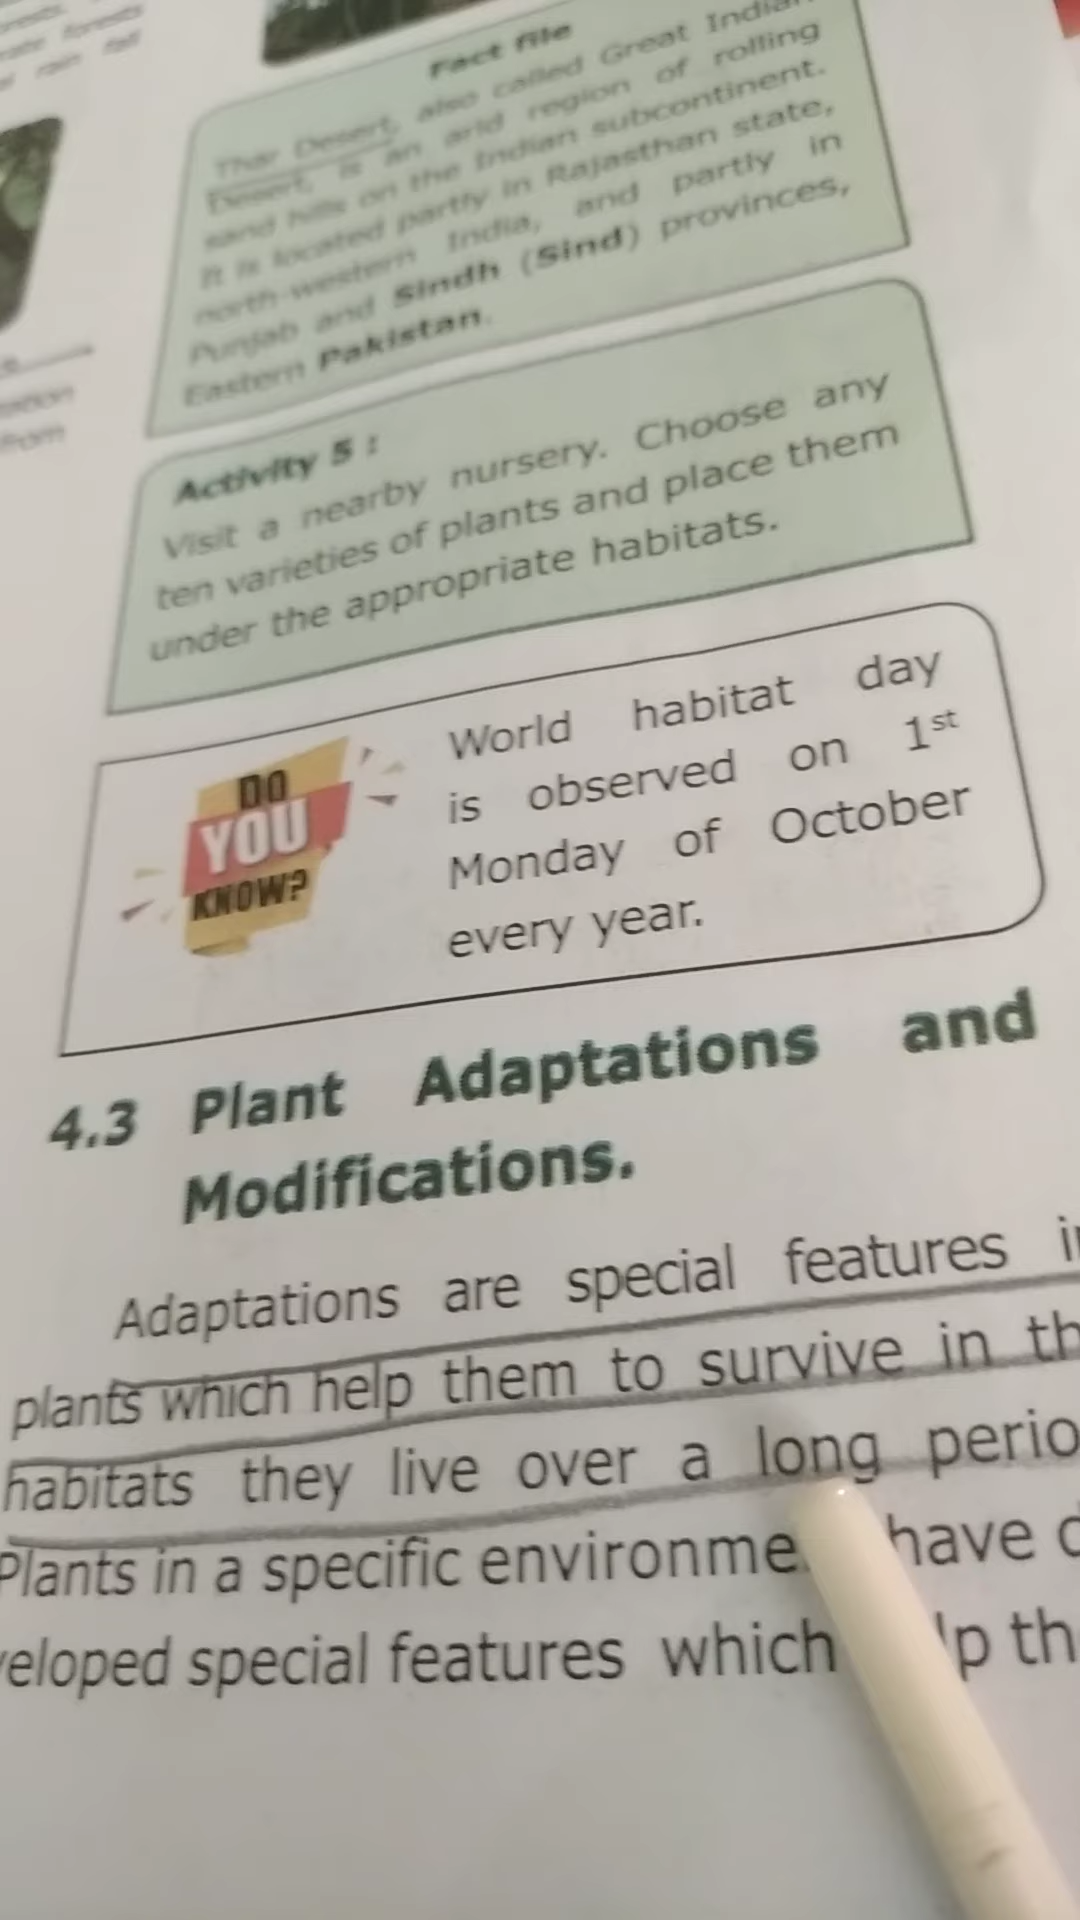 rain fall
Fact file
Thar Desert, also called Great Indian
Desert, is an arid region of rolling
sand hills on the Indian subcontinent.
It is located partly in Rajasthan state,
north-western India, and partly in
Punjab and Sindh (Sind) provinces,
Eastern Pakistan.
from
Activity 5 :
Visit a nearby nursery. Choose any
ten varieties of plants and place them
under the appropriate habitats.
DO
YOU
KNOW?
World habitat day
is observed on 1st
Monday of October
every year.
4.3 Plant Adaptations and
Modifications.
Adaptations are special features
plants which help them to survive in
habitats they live over a long
Plants in a specific have
special features which